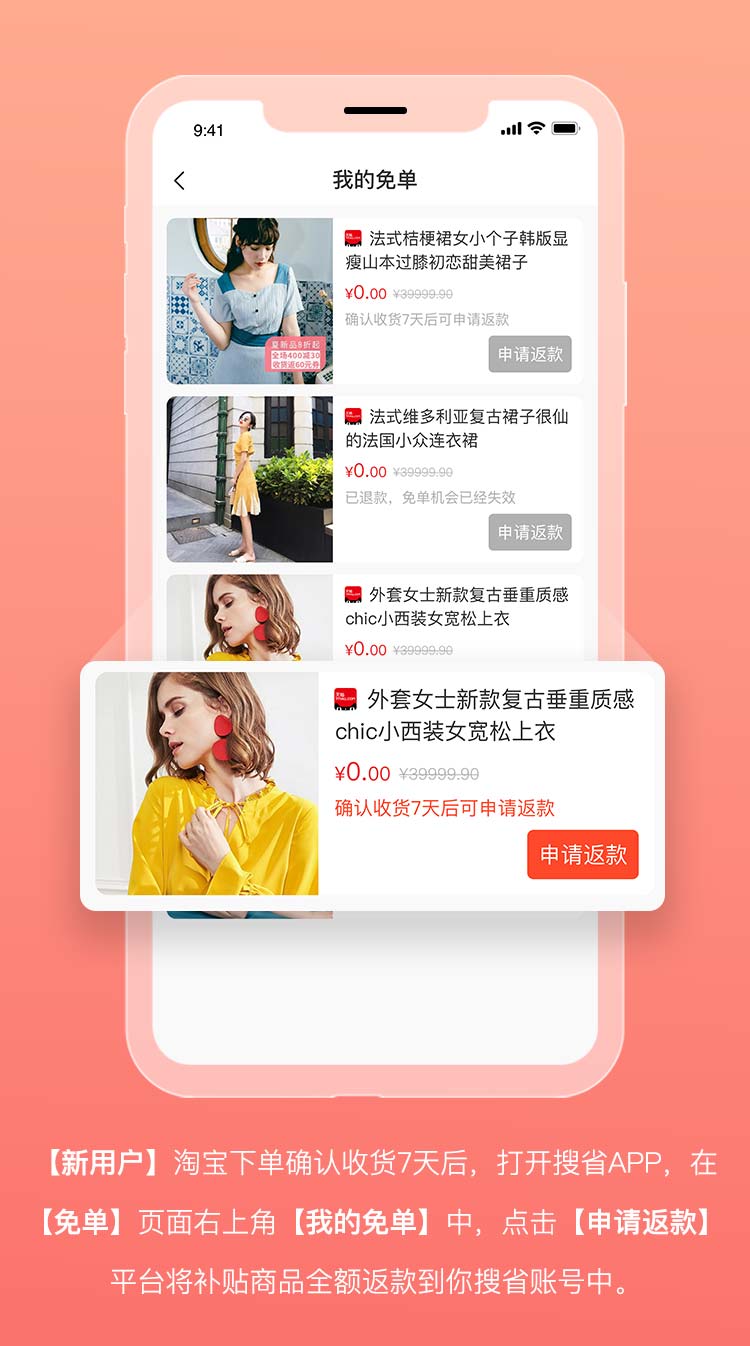 9:41
我的免单
法式桔梗裙女小个子韩版显
瘦山本过膝初恋甜美裙子
¥0.00 ¥39999.90
确认收货7天后可申请返款
申请返款
夏新品8折起
全场400减30
收货返60元券
法式维多利亚复古裙子很仙
的法国小众连衣裙
¥0.00 ¥39999.90
已退款，免单机会已经失效
申请返款
外套女士新款复古垂重质感
chic小西装女宽松上衣
¥0.00 ¥39999.90
天猫
TMALL.COM
外套女士新款复古垂重质感
chic小西装女宽松上衣
¥0.00 ¥39999.90
确认收货7天后可申请返款
申请返款
【新用户】淘宝下单确认收货7天后，打开搜省APP，在
【免单】页面右上角【我的免单】中，点击【申请返款】
平台将补贴商品全额返款到你搜省账号中。